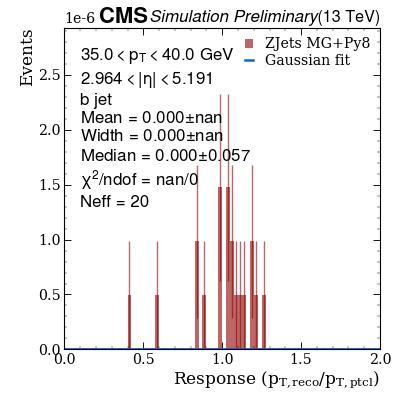 1e-6 CMS Simulation Preliminary (13 TeV)
Events
35.0 < p_T < 40.0 GeV
2.964 < |η| < 5.191
b jet
Mean = 0.000±nan
Width = 0.000±nan
Median = 0.000±0.057
χ²/ndof = nan/0
Neff = 20
ZJets MG+Py8
Gaussian fit
2.5
2.0
1.5
1.0
0.5
0.0
0.0 0.5 1.0 1.5 2.0
Response (p_T,reco/p_T,ptcl)